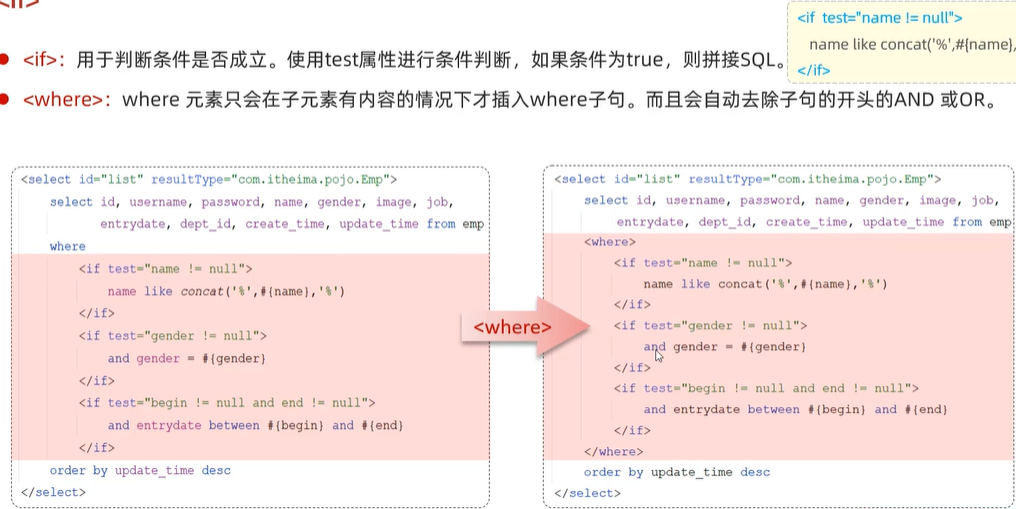 <if>
<if test="name != null">
name like concat('%',#{name},
</if>
<if>：用于判断条件是否成立。使用test属性进行条件判断，如果条件为true，则拼接SQL。
<where>：where 元素只会在子元素有内容的情况下才插入where子句。而且会自动去除子句的开头的AND 或OR。
<select id="list" resultType="com.itheima.pojo.Emp">
select id, username, password, name, gender, image, job,
entrydate, dept_id, create_time, update_time from emp
where
<if test="name != null">
name like concat('%',#{name},'%')
</if>
<if test="gender != null">
and gender = #{gender}
</if>
<if test="begin != null and end != null">
and entrydate between #{begin} and #{end}
</if>
order by update_time desc
</select>
<where>
<select id="list" resultType="com.itheima.pojo.Emp">
select id, username, password, name, gender, image, job,
entrydate, dept_id, create_time, update_time from emp
<where>
<if test="name != null">
name like concat('%',#{name},'%')
</if>
<if test="gender != null">
and gender = #{gender}
</if>
<if test="begin != null and end != null">
and entrydate between #{begin} and #{end}
</if>
</where>
order by update_time desc
</select>